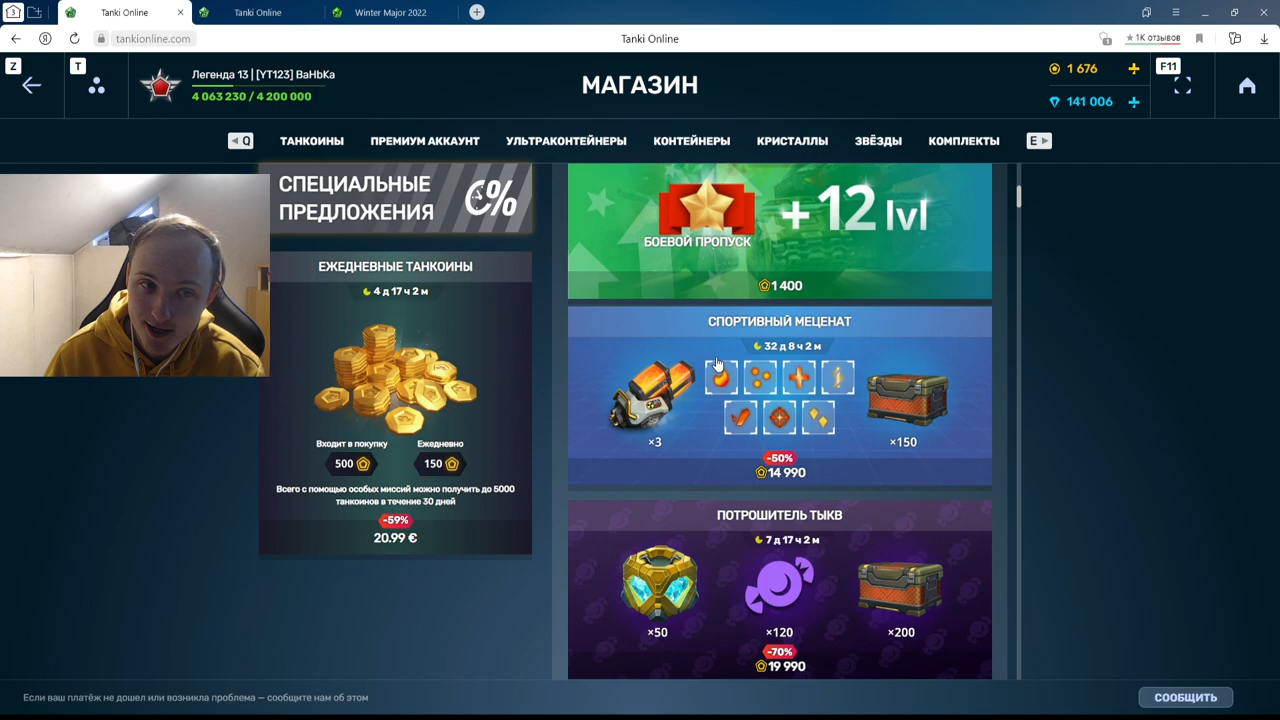 3
Tanki Online
Tanki Online
Winter Major 2022
tankionline.com
Tanki Online
★ 1K отзывов
Z
T
Легенда 13 | [YT123] BaHbKa
4 063 230 / 4 200 000
МАГАЗИН
1 676
141 006
F11
Q
ТАНКОИНЫ
ПРЕМИУМ АККАУНТ
УЛЬТРАКОНТЕЙНЕРЫ
КОНТЕЙНЕРЫ
КРИСТАЛЛЫ
ЗВЁЗДЫ
КОМПЛЕКТЫ
E
СПЕЦИАЛЬНЫЕ
ПРЕДЛОЖЕНИЯ
%
ЕЖЕДНЕВНЫЕ ТАНКОИНЫ
4 д 17 ч 2 м
Входит в покупку
Ежедневно
500
150
Всего с помощью особых миссий можно получить до 5000
танкоинов в течение 30 дней
-59%
20.99 €
+ 12 lvl
БОЕВОЙ ПРОПУСК
1 400
СПОРТИВНЫЙ МЕЦЕНАТ
32 д 8 ч 2 м
×3
×150
-50%
14 990
ПОТРОШИТЕЛЬ ТЫКВ
7 д 17 ч 2 м
×50
×120
×200
-70%
19 990
Если ваш платёж не дошел или возникла проблема — сообщите нам об этом
СООБЩИТЬ